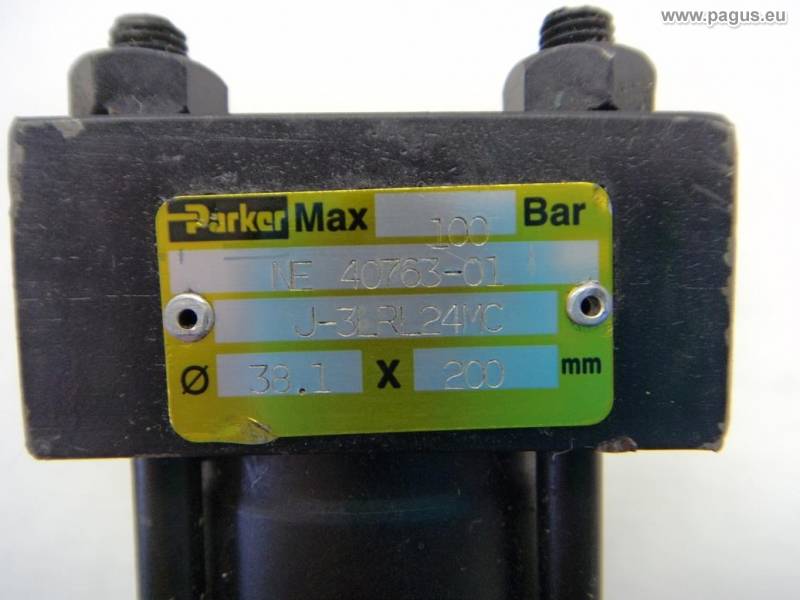 www.pagus.eu
Parker Max 100 Bar
NE 40763-01
J-3LRL24MC
Ø 38.1 X 200 mm